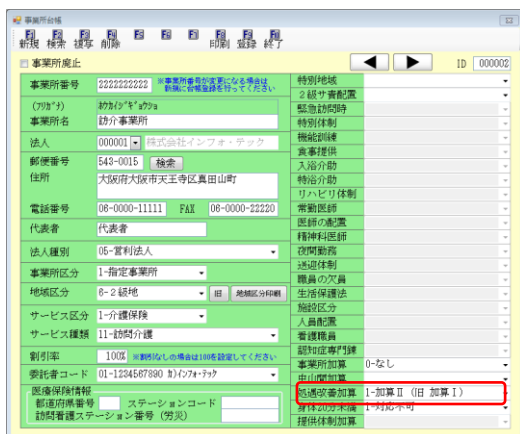 事業所台帳
F1 F2 F3 F4 F5 F6 F7 F8 F9 F10
新規 検索 複写 削除 印刷 登録 終了
事業所廃止
ID 000002
事業所番号 2222222222 ※事業所番号が変更になる場合は
新規に台帳登録を行ってください
(フリガナ) ホウカイジギョウショ
事業所名 訪介事業所
法人 000001 株式会社インフォ・テック
郵便番号 543-0015 検索
住所 大阪府大阪市天王寺区真田山町
電話番号 06-0000-11111 FAX 06-0000-22220
代表者 代表者
法人種別 05-営利法人
事業所区分 1-指定事業所
地域区分 6-2級地 旧 地域区分印刷
サービス区分 1-介護保険
サービス種類 11-訪問介護
割引率 100% ※割引なしの場合は100を設定してください
委託者コード 01-1234567890 カ)インフォ・テック
医療保険情報
都道府県番号 ステーションコード
訪問看護ステーション番号(労災)
特別地域
2級サ責配置
緊急訪問時
特別体制
機能訓練
食事提供
入浴介助
特浴介助
リハビリ体制
常勤医師
医師の配置
精神科医師
夜間勤務
送迎体制
職員の欠員
生活保護法
施設区分
人員配置
看護職員
認知症専門棟
事業所加算 0-なし
中山間加算
処遇改善加算 1-加算Ⅱ(旧 加算Ⅰ)
身体20分未満 1-対応不可
提供体制加算